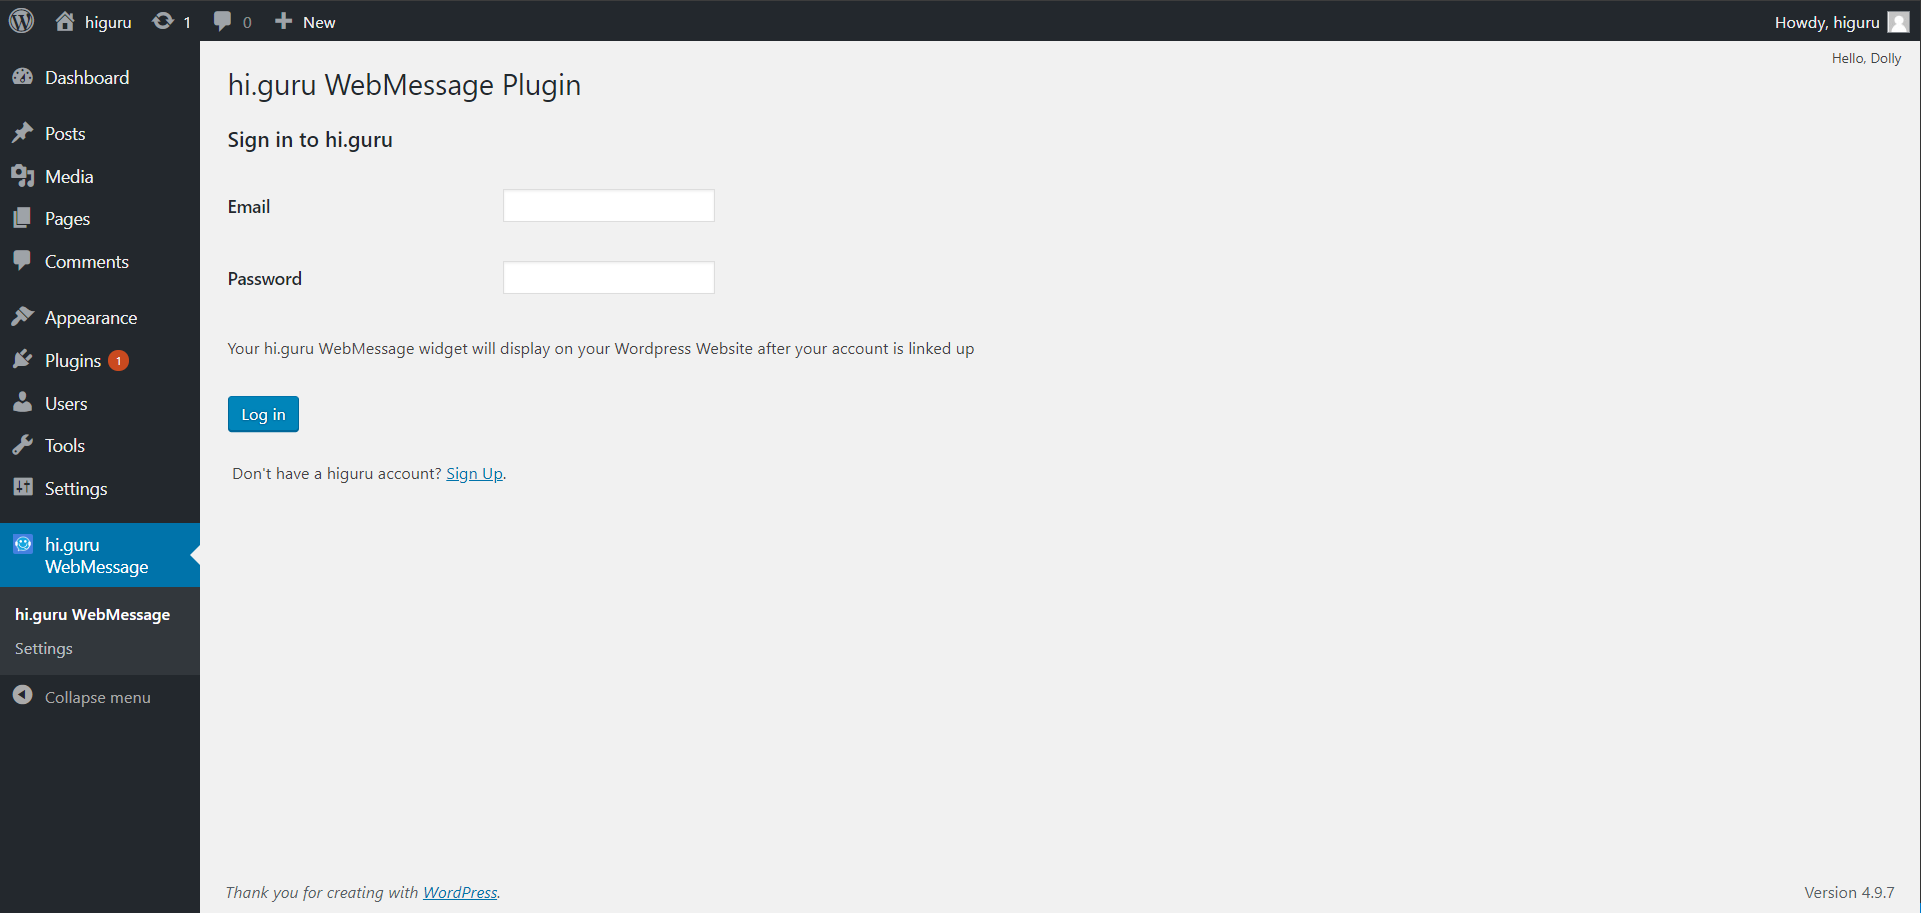 higuru 1 0 New Howdy, higuru
Hello, Dolly
Dashboard
Posts
Media
Pages
Comments
Appearance
Plugins 1
Users
Tools
Settings
hi.guru
WebMessage
hi.guru WebMessage
Settings
Collapse menu
hi.guru WebMessage Plugin
Sign in to hi.guru
Email
Password
Your hi.guru WebMessage widget will display on your Wordpress Website after your account is linked up
Log in
Don't have a higuru account? Sign Up.
Thank you for creating with WordPress. Version 4.9.7